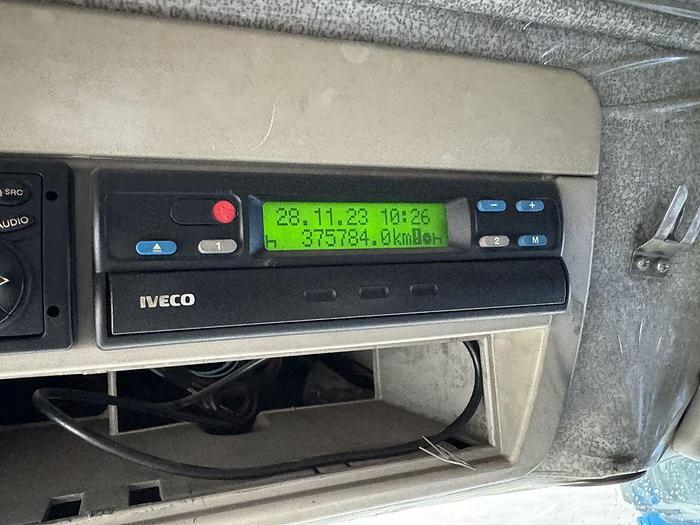 SRC
AUDIO
28.11.23 10:26
375784.0km
1
2
M
- +
IVECO